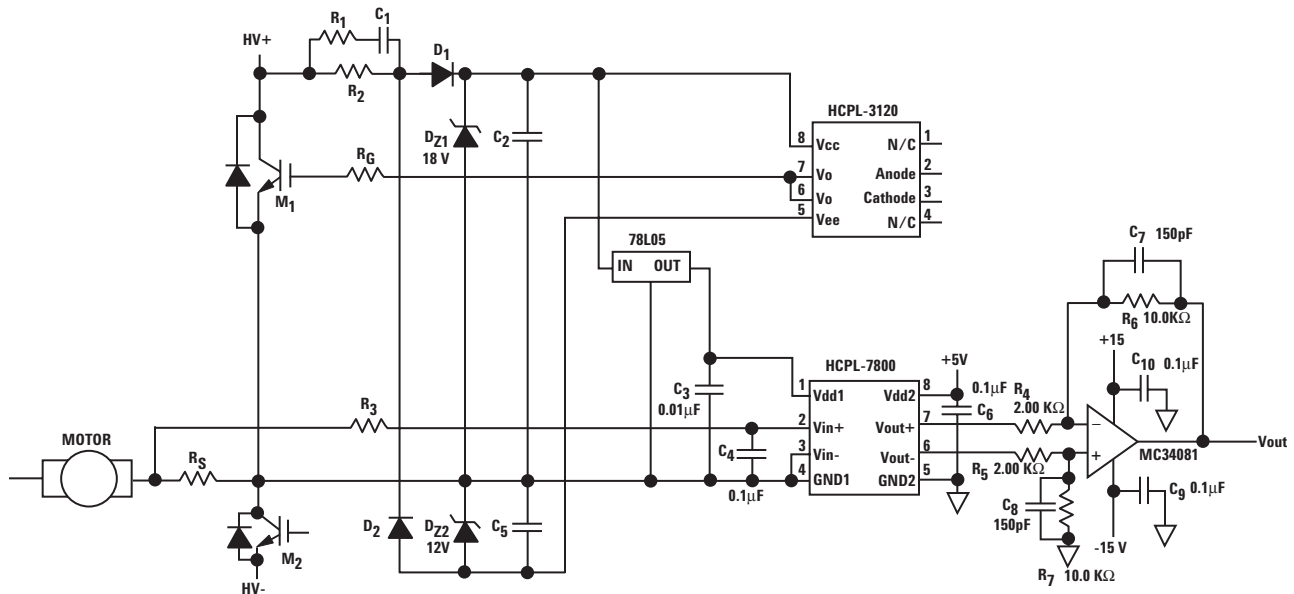 R1
C1
HV+
D1
R2
HCPL-3120
DZ1
18 V
C2
8 Vcc
N/C 1
RG
7 Vo
Anode 2
6 Vo
Cathode 3
M1
5 Vee
N/C 4
78L05
IN OUT
C7 150pF
R6 10.0KΩ
+15
HCPL-7800
+5V
C10 0.1µF
C3
0.01µF
1 Vdd1
Vdd2 8
0.1µF
C6
R4
2.00 KΩ
R3
2 Vin+
Vout+ 7
−
MOTOR
3 Vin-
Vout- 6
+
MC34081
Vout
RS
C4
0.1µF
4 GND1
GND2 5
R5 2.00 KΩ
C9 0.1µF
C8
150pF
D2
DZ2
12V
C5
-15 V
M2
HV-
R7 10.0 KΩ